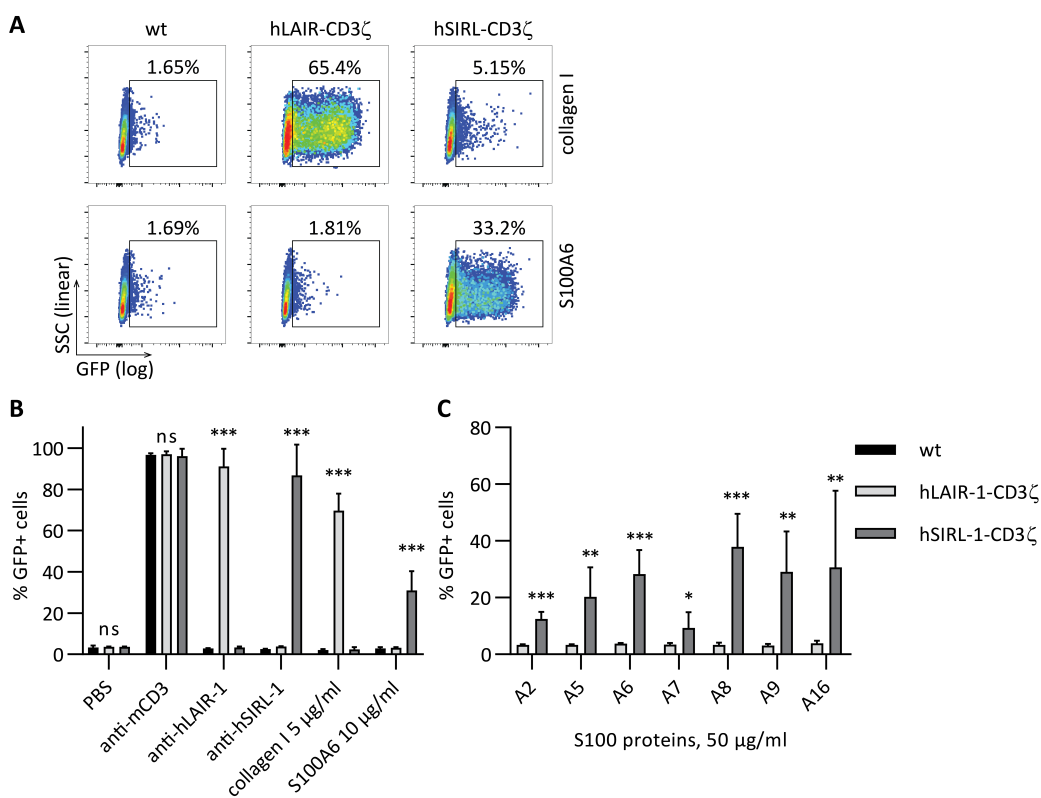 A
wt
hLAIR-CD3ζ
hSIRL-CD3ζ
1.65%
65.4%
5.15%
collagen I
1.69%
1.81%
33.2%
S100A6
SSC (linear)
GFP (log)
B
% GFP+ cells
100
80
60
40
20
0
ns
ns
***
***
***
***
PBS
anti-mCD3
anti-hLAIR-1
anti-hSIRL-1
collagen I 5 µg/ml
S100A6 10 µg/ml
C
% GFP+ cells
80
60
40
20
0
***
**
***
*
***
**
**
A2
A5
A6
A7
A8
A9
A16
S100 proteins, 50 µg/ml
wt
hLAIR-1-CD3ζ
hSIRL-1-CD3ζ